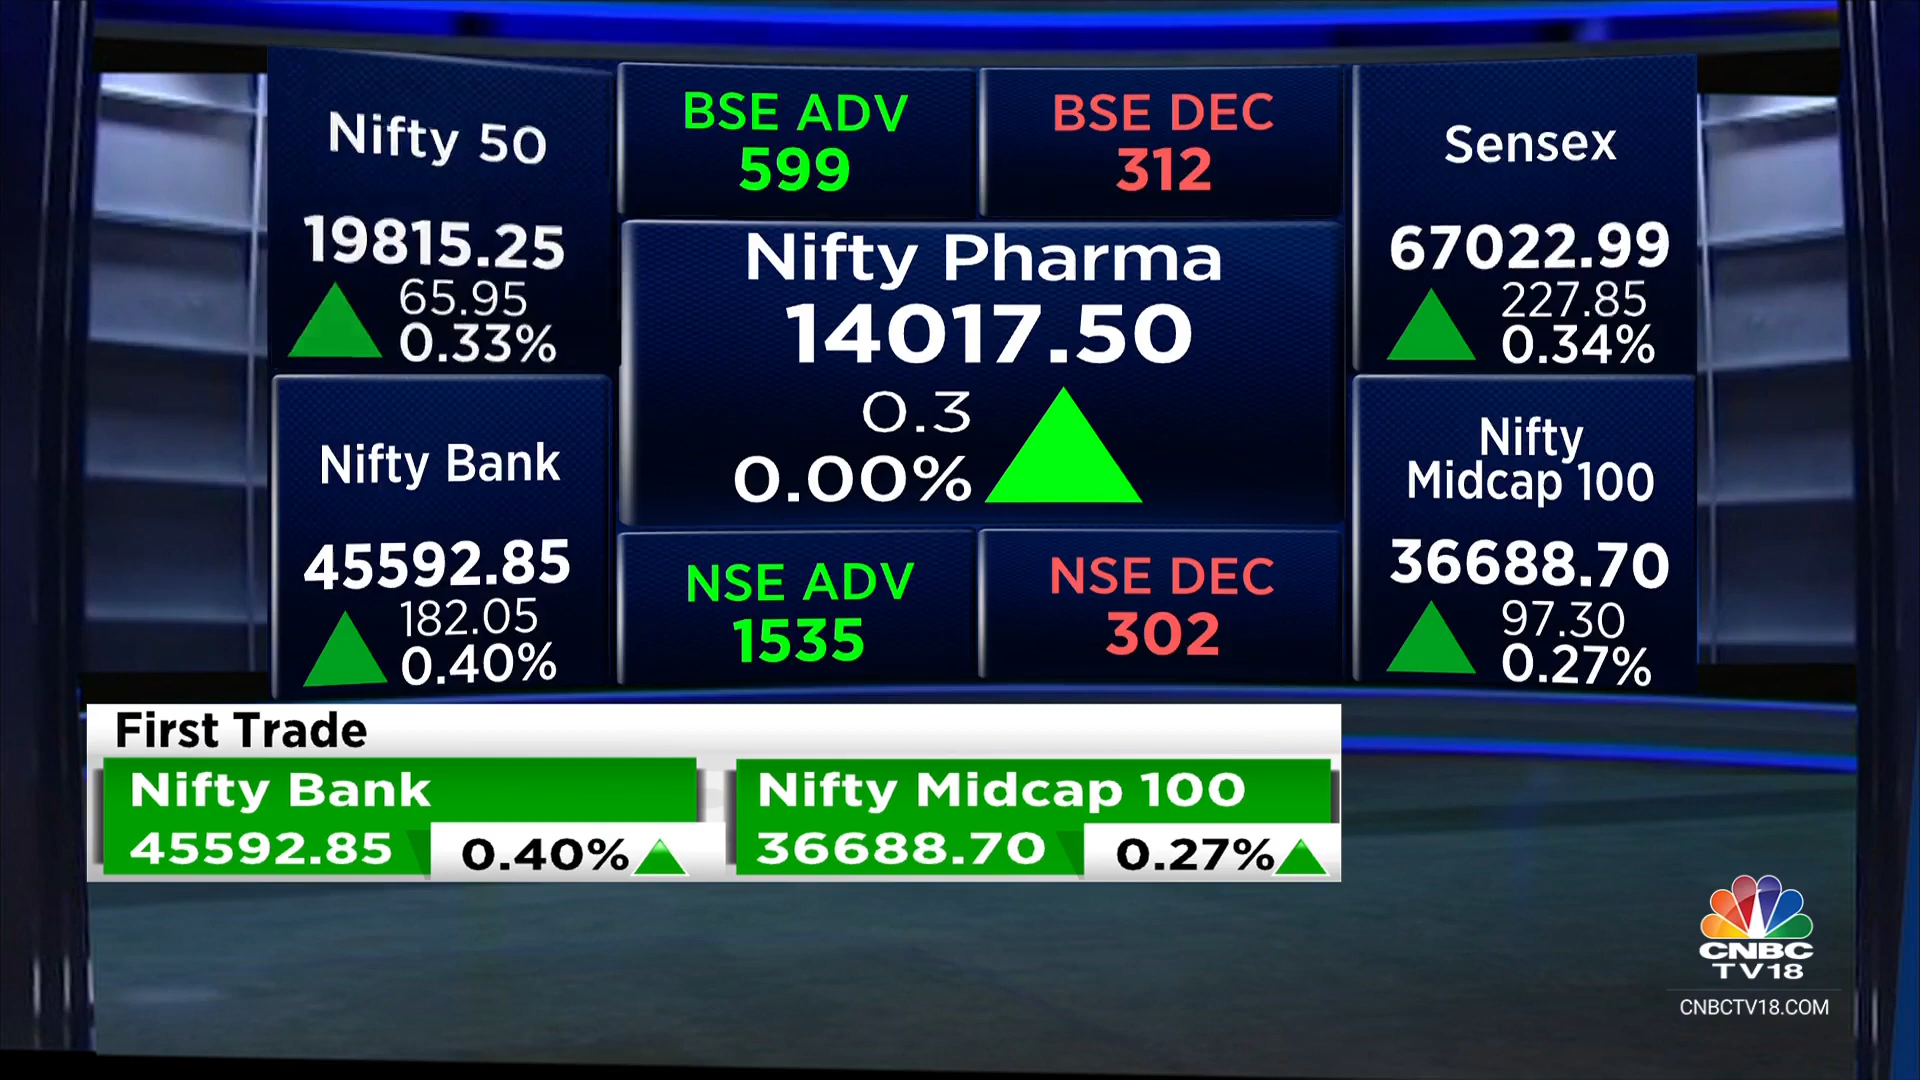 Nifty 50
19815.25
65.95
0.33%
BSE ADV
599
BSE DEC
312
Sensex
67022.99
227.85
0.34%
Nifty Pharma
14017.50
0.3
0.00%
Nifty Bank
45592.85
182.05
0.40%
NSE ADV
1535
NSE DEC
302
Nifty
Midcap 100
36688.70
97.30
0.27%
First Trade
Nifty Bank
45592.85
0.40%
Nifty Midcap 100
36688.70
0.27%
CNBC
TV18
CNBCTV18.COM